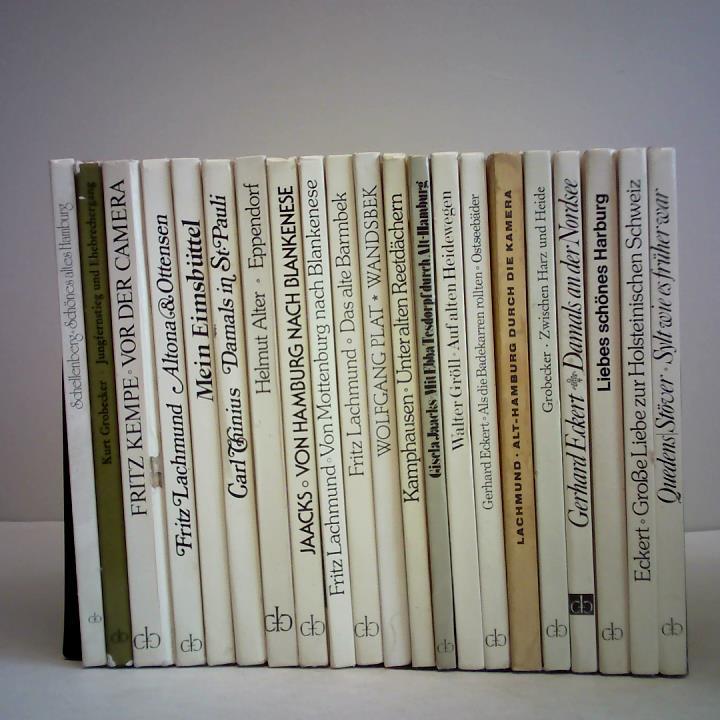 Schellenberg · Schönes altes Hamburg
Kurt Grobecker · Jungfernstieg und Ehebrechergang
FRITZ KEMPE · VOR DER CAMERA
Fritz Lachmund Altona & Ottensen
Mein Eimsbüttel
Carl Thinius Damals in St. Pauli
Helmut Alter · Eppendorf
JAACKS · VON HAMBURG NACH BLANKENESE
Fritz Lachmund · Von Mottenburg nach Blankenese
Fritz Lachmund · Das alte Barmbek
WOLFGANG PLAT * WANDSBEK
Kamphausen · Unter alten Reetdächern
Gisela Jaacks Mit Ebba Tesdorpf durch Alt-Hamburg
Walter Gröll · Auf alten Heidewegen
Gerhard Eckert · Als die Badekarren rollten · Ostseebäder
LACHMUND · ALT-HAMBURG DURCH DIE KAMERA
Grobecker · Zwischen Harz und Heide
Gerhard Eckert Damals an der Nordsee
Liebes schönes Harburg
Eckert · Große Liebe zur Holsteinischen Schweiz
Quedens/Stöver · Sylt wie es früher war